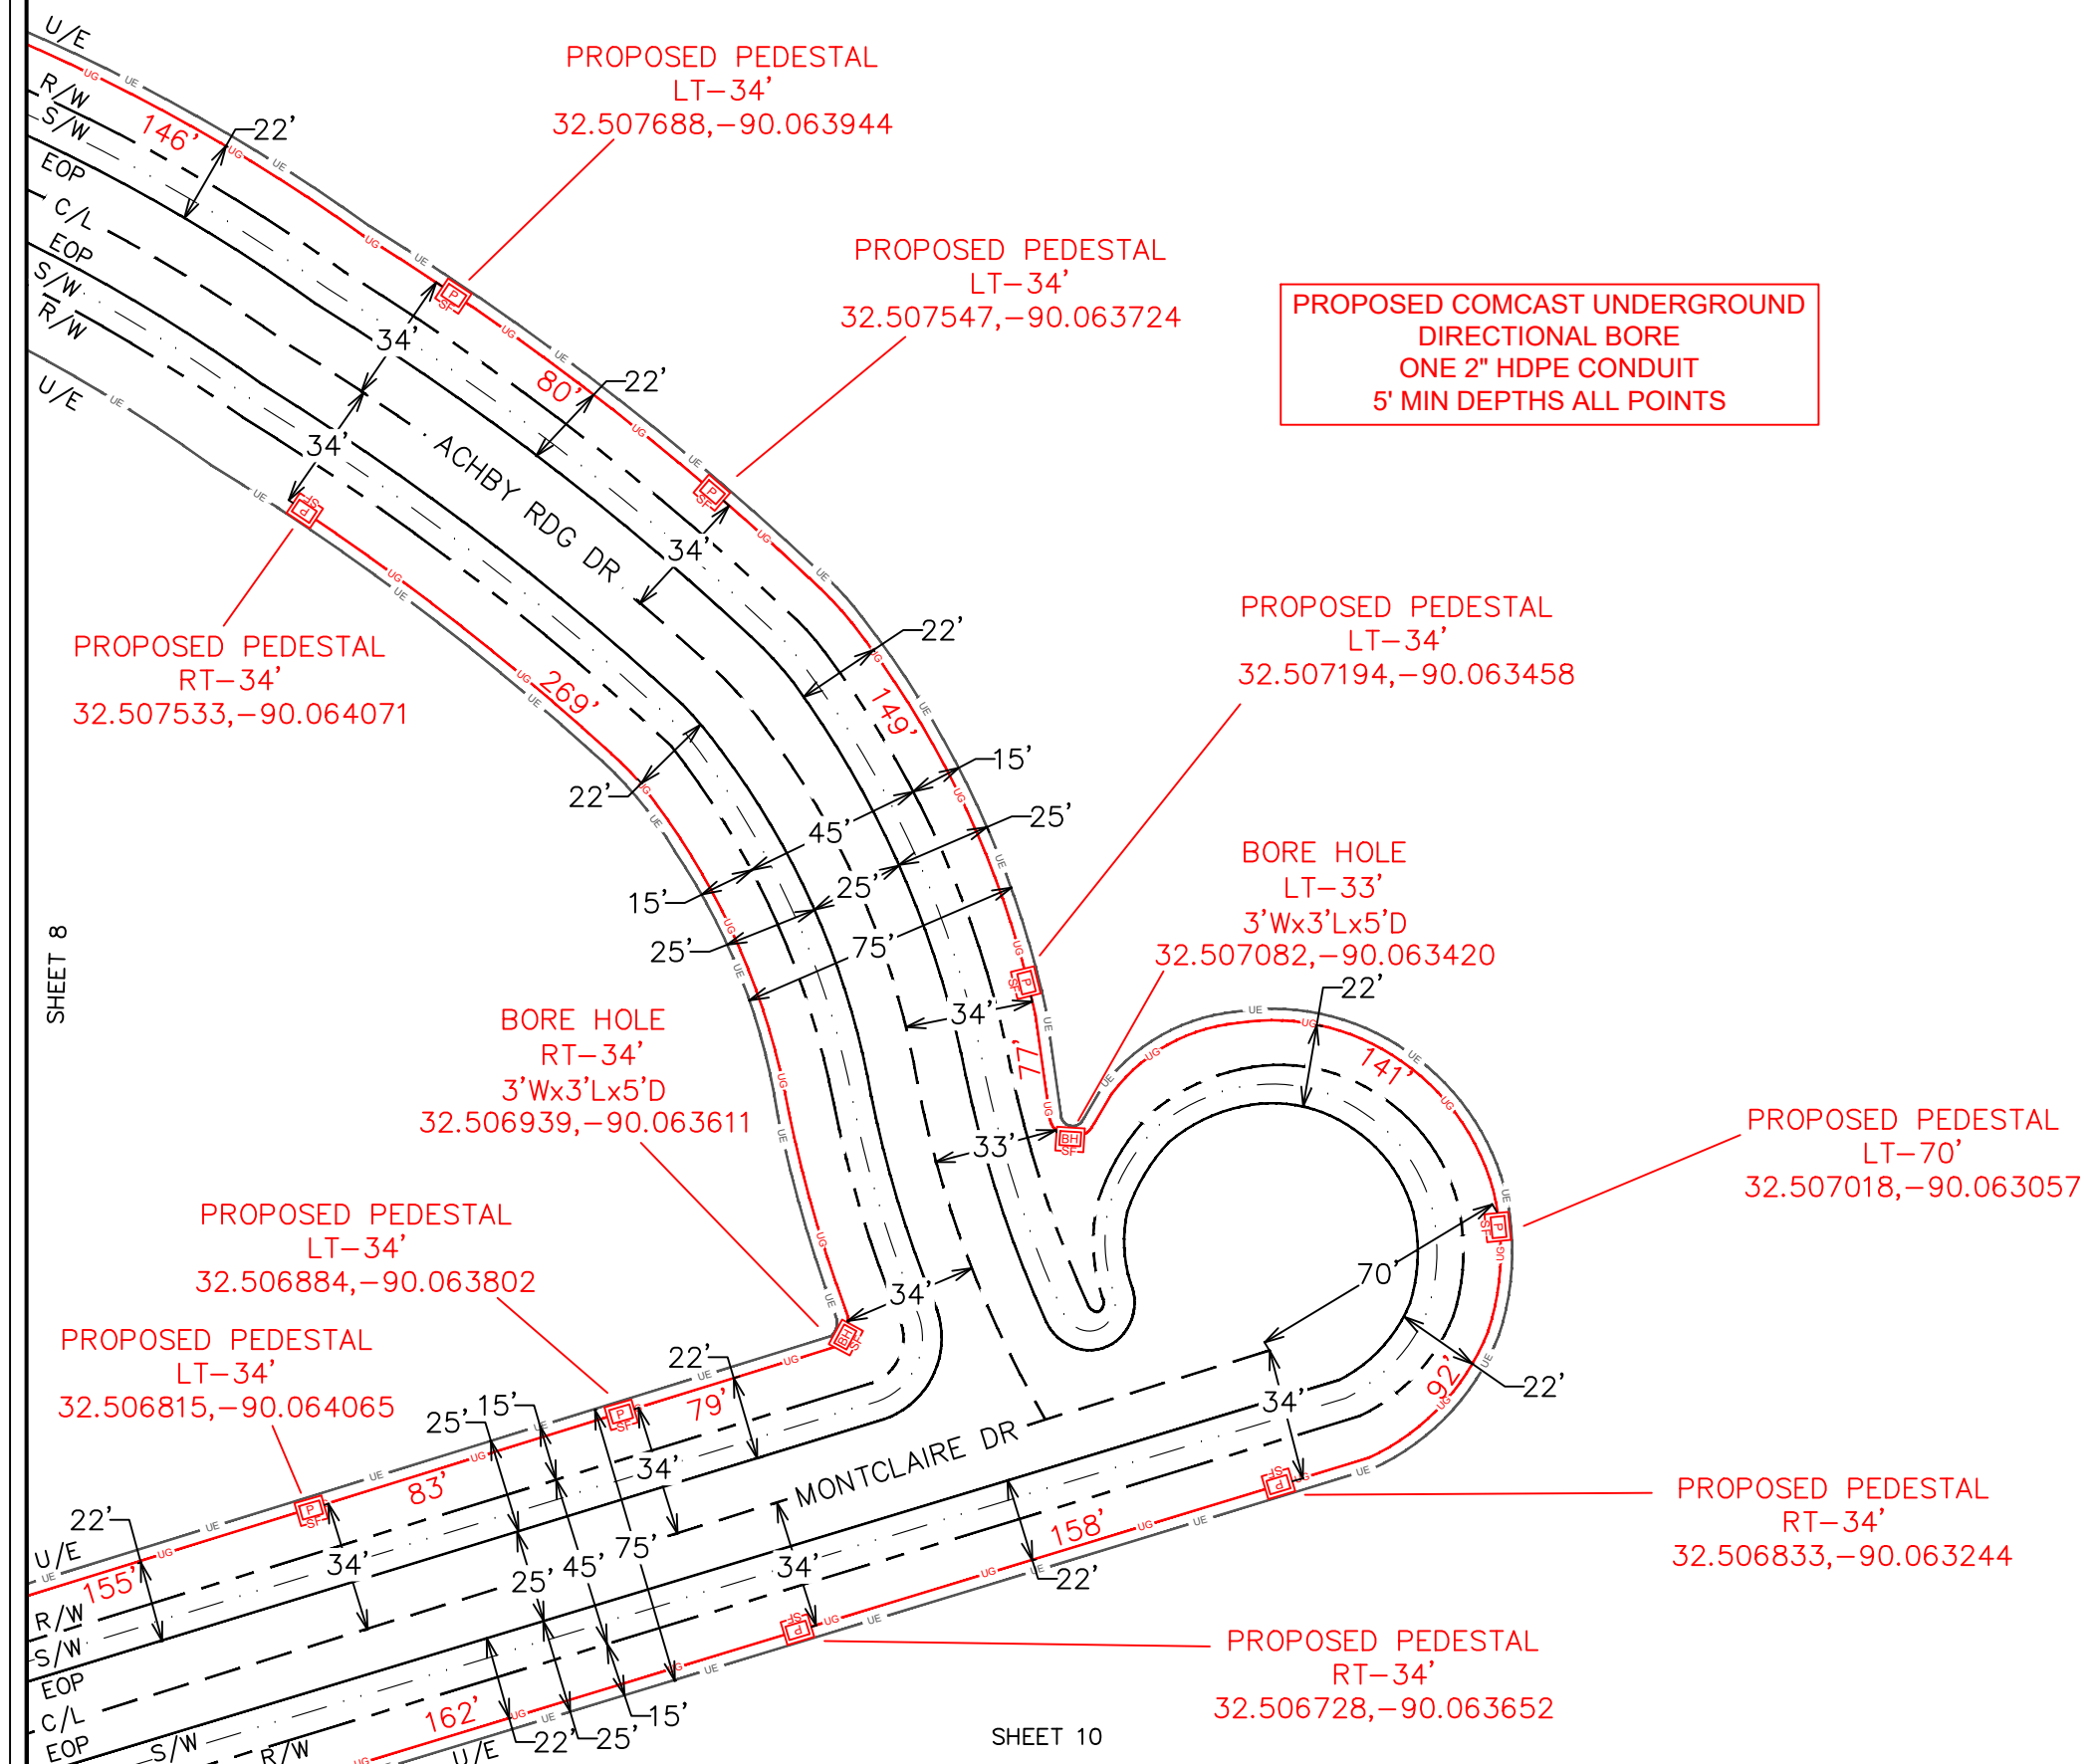 U/E
R/W
S/W
EOP
C/L
EOP
S/W
R/W
U/E
146'
22'
PROPOSED PEDESTAL
LT-34'
32.507688,-90.063944
PROPOSED PEDESTAL
LT-34'
32.507547,-90.063724
PROPOSED COMCAST UNDERGROUND
DIRECTIONAL BORE
ONE 2" HDPE CONDUIT
5' MIN DEPTHS ALL POINTS
34'
34'
80'
22'
ACHBY RDG DR
34'
PROPOSED PEDESTAL
RT-34'
32.507533,-90.064071
269'
22'
22'
149'
15'
45'
25'
15'
25'
25'
75'
PROPOSED PEDESTAL
LT-34'
32.507194,-90.063458
BORE HOLE
LT-33'
3'Wx3'Lx5'D
32.507082,-90.063420
SHEET 8
BORE HOLE
RT-34'
3'Wx3'Lx5'D
32.506939,-90.063611
34'
77'
33'
22'
141'
PROPOSED PEDESTAL
LT-70'
32.507018,-90.063057
70'
92'
22'
34'
34'
PROPOSED PEDESTAL
LT-34'
32.506884,-90.063802
PROPOSED PEDESTAL
LT-34'
32.506815,-90.064065
22'
79'
15'
25'
83'
34'
MONTCLAIRE DR
22'
155'
34'
25'
45'
75'
34'
158'
22'
PROPOSED PEDESTAL
RT-34'
32.506833,-90.063244
PROPOSED PEDESTAL
RT-34'
32.506728,-90.063652
U/E
R/W
S/W
EOP
C/L
EOP
S/W
R/W
U/E
162'
22'
25'
15'
SHEET 10
UG
UE
P
SF
BH